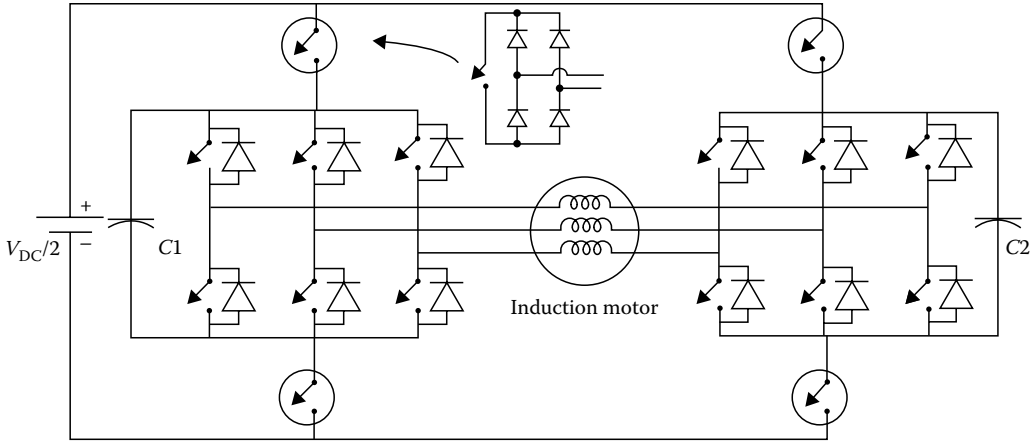 +
V_DC/2
−
C1
Induction motor
C2